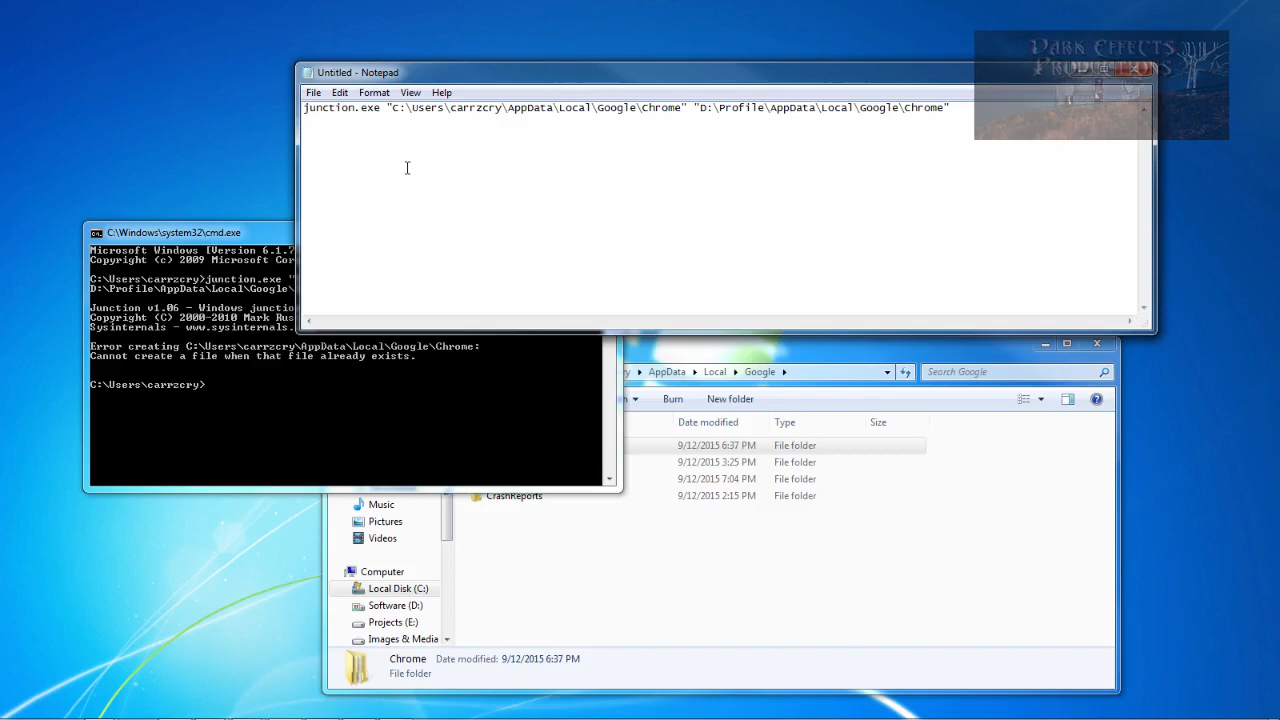 DARK EFFECTS
PRODUCTIONS
Untitled - Notepad
File Edit Format View Help
junction.exe "C:\Users\carrzcry\AppData\Local\Google\Chrome" "D:\Profile\AppData\Local\Google\Chrome"
C:\Windows\system32\cmd.exe
Microsoft Windows [Version 6.1.7
Copyright (c) 2009 Microsoft Cor
C:\Users\carrzcry>junction.exe "
D:\Profile\AppData\Local\Google\
Junction v1.06 - Windows junctio
Copyright (C) 2000-2010 Mark Rus
Sysinternals - www.sysinternals.
Error creating C:\Users\carrzcry\AppData\Local\Google\Chrome:
Cannot create a file when that file already exists.
C:\Users\carrzcry>
AppData Local Google Search Google
Burn New folder
Date modified Type Size
9/12/2015 6:37 PM File folder
9/12/2015 3:25 PM File folder
9/12/2015 7:04 PM File folder
CrashReports 9/12/2015 2:15 PM File folder
Music
Pictures
Videos
Computer
Local Disk (C:)
Software (D:)
Projects (E:)
Images & Media
Chrome Date modified: 9/12/2015 6:37 PM
File folder